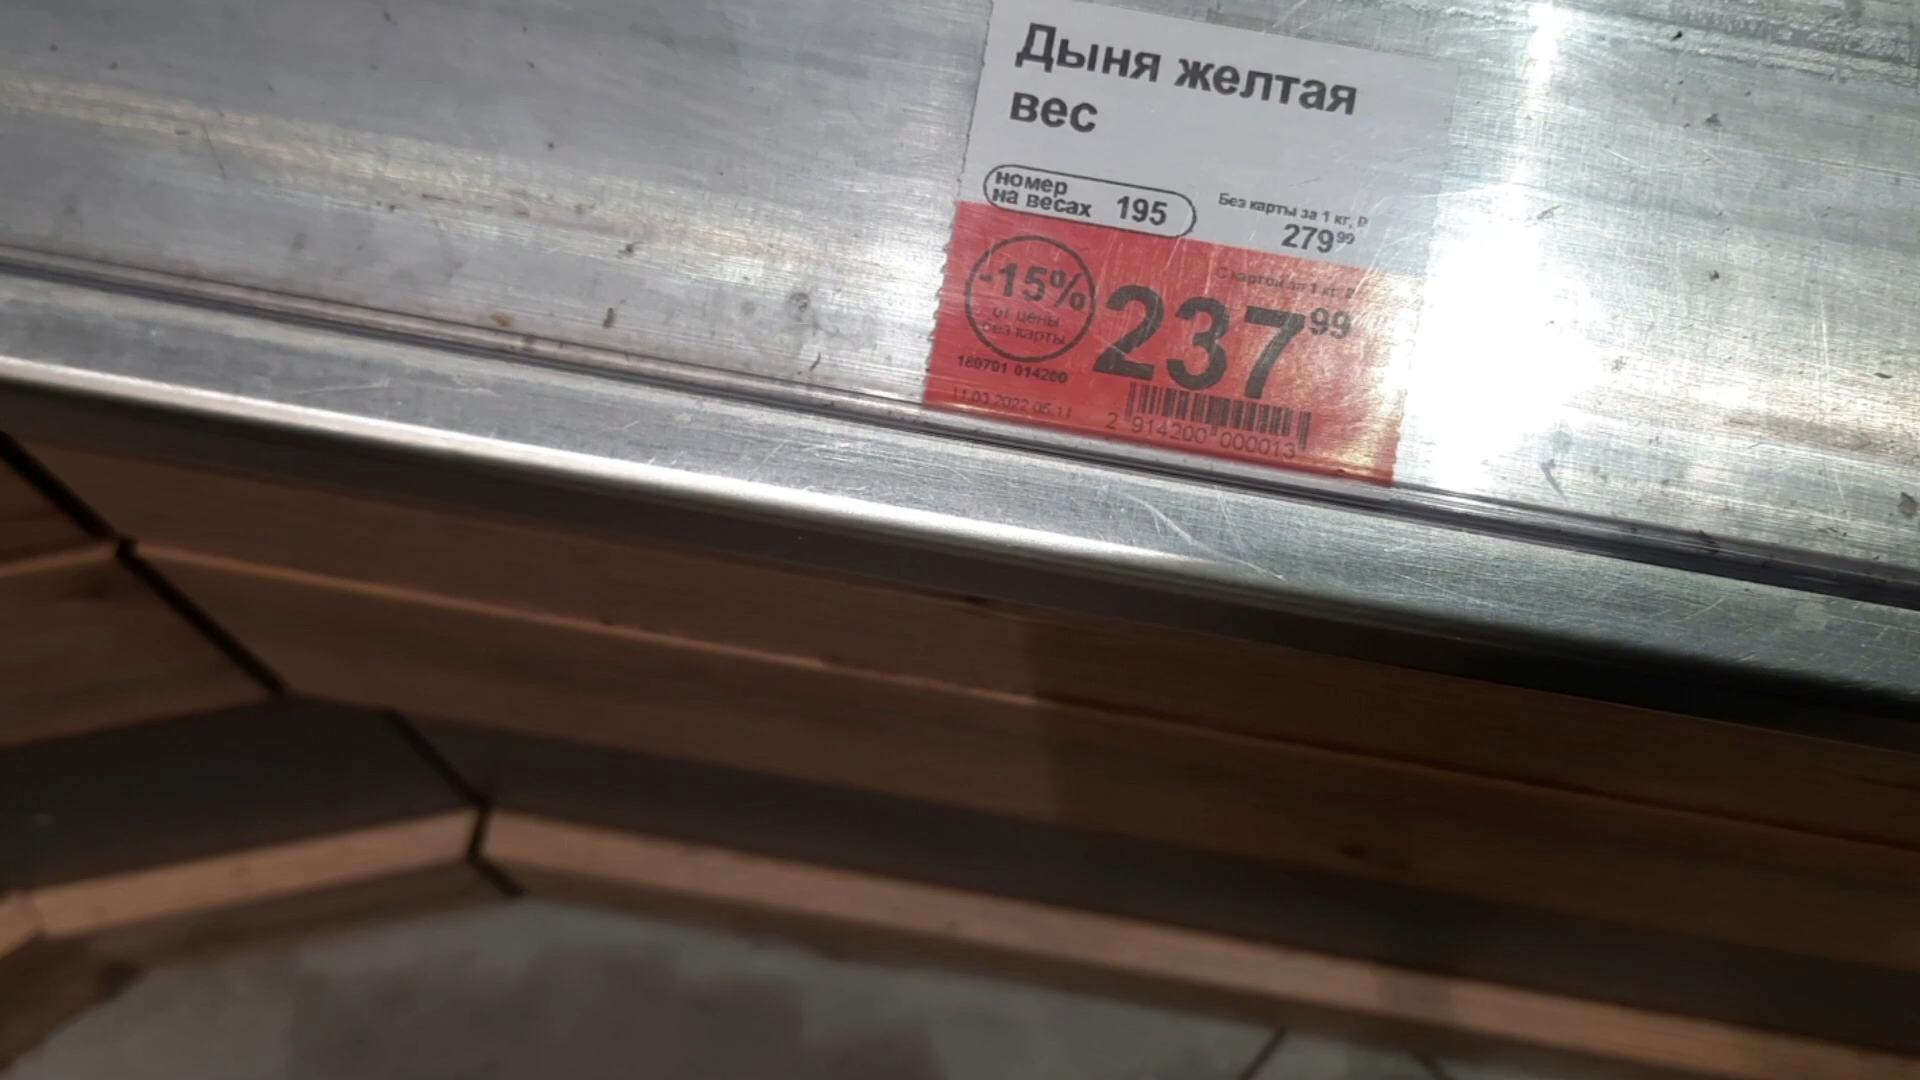 Дыня желтая
вес
номер
на весах 195
Без карты за 1 кг, ₽
279 99
С картой за 1 кг, ₽
-15%
от цены
без карты
237 99
180701 014200
11.03.2022 05:11
2 914200 000013